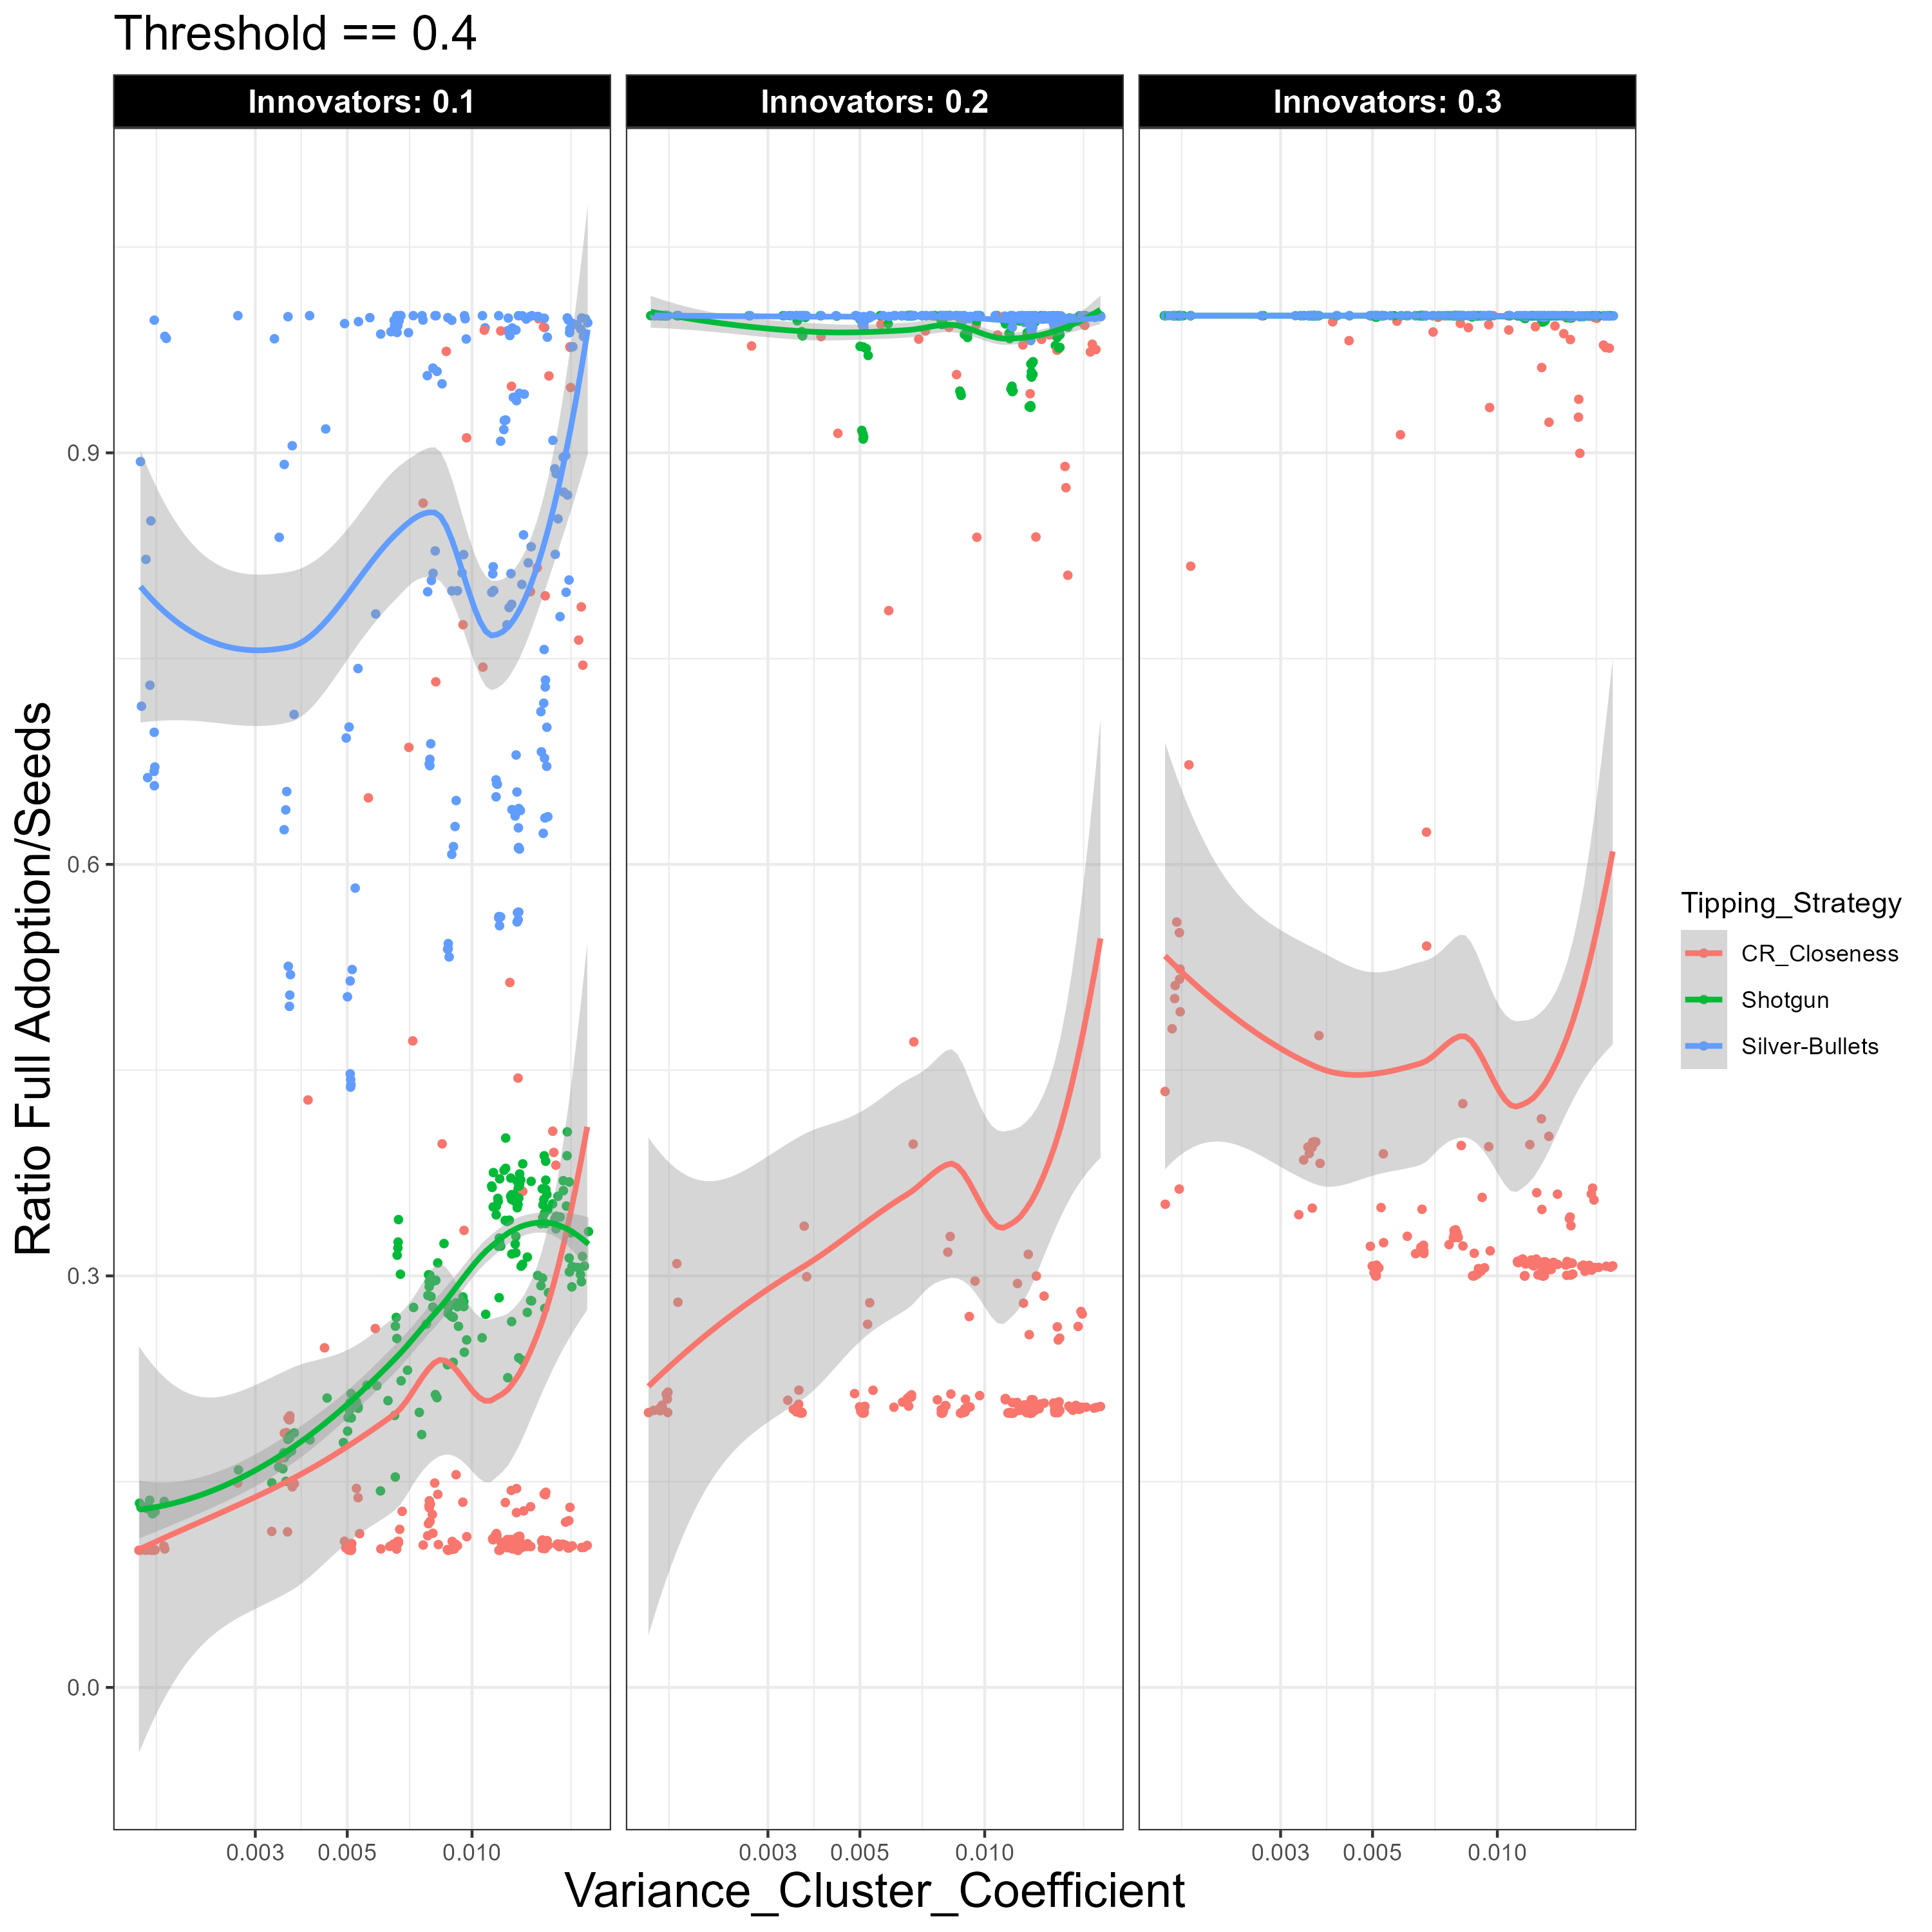 Threshold == 0.4
Innovators: 0.1
Innovators: 0.2
Innovators: 0.3
Ratio Full Adoption/Seeds
0.9
0.6
0.3
0.0
0.003 0.005 0.010
0.003 0.005 0.010
0.003 0.005 0.010
Variance_Cluster_Coefficient
Tipping_Strategy
CR_Closeness
Shotgun
Silver-Bullets